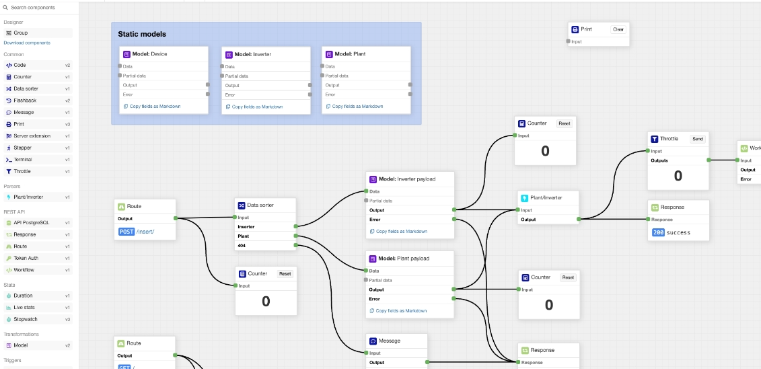 Search components
Designer
Group
Download components
Common
Code v2
Counter v1
Data sorter v1
Flashback v2
Message v1
Print v3
Server extension v1
Stepper v1
Terminal v1
Throttle v1
Parsers
Plant/Inverter v1
REST API
API PostgreSQL v1
Response v1
Route v1
Token Auth v1
Workflow v1
Stats
Duration v1
Live stats v1
Stopwatch v3
Transformations
Model v2
Triggers
Static models
Model: Device
Data
Partial data
Output
Error
Copy fields as Markdown
Model: Inverter
Data
Partial data
Output
Error
Copy fields as Markdown
Model: Plant
Data
Partial data
Output
Error
Copy fields as Markdown
Print Clear
Input
Route
Output
POST /insert/
Data sorter
Input
Inverter
Plant
404
Counter Reset
Input
0
Model: Inverter payload
Data
Partial data
Output
Error
Copy fields as Markdown
Model: Plant payload
Data
Partial data
Output
Error
Copy fields as Markdown
Message
Input
Output
Counter Reset
Input
0
Plant/Inverter
Input
Output
Counter Reset
Input
0
Response
Response
Throttle Send
Input
Outputs
0
Response
Response
200 success
Input
Output
Error
Route
Output